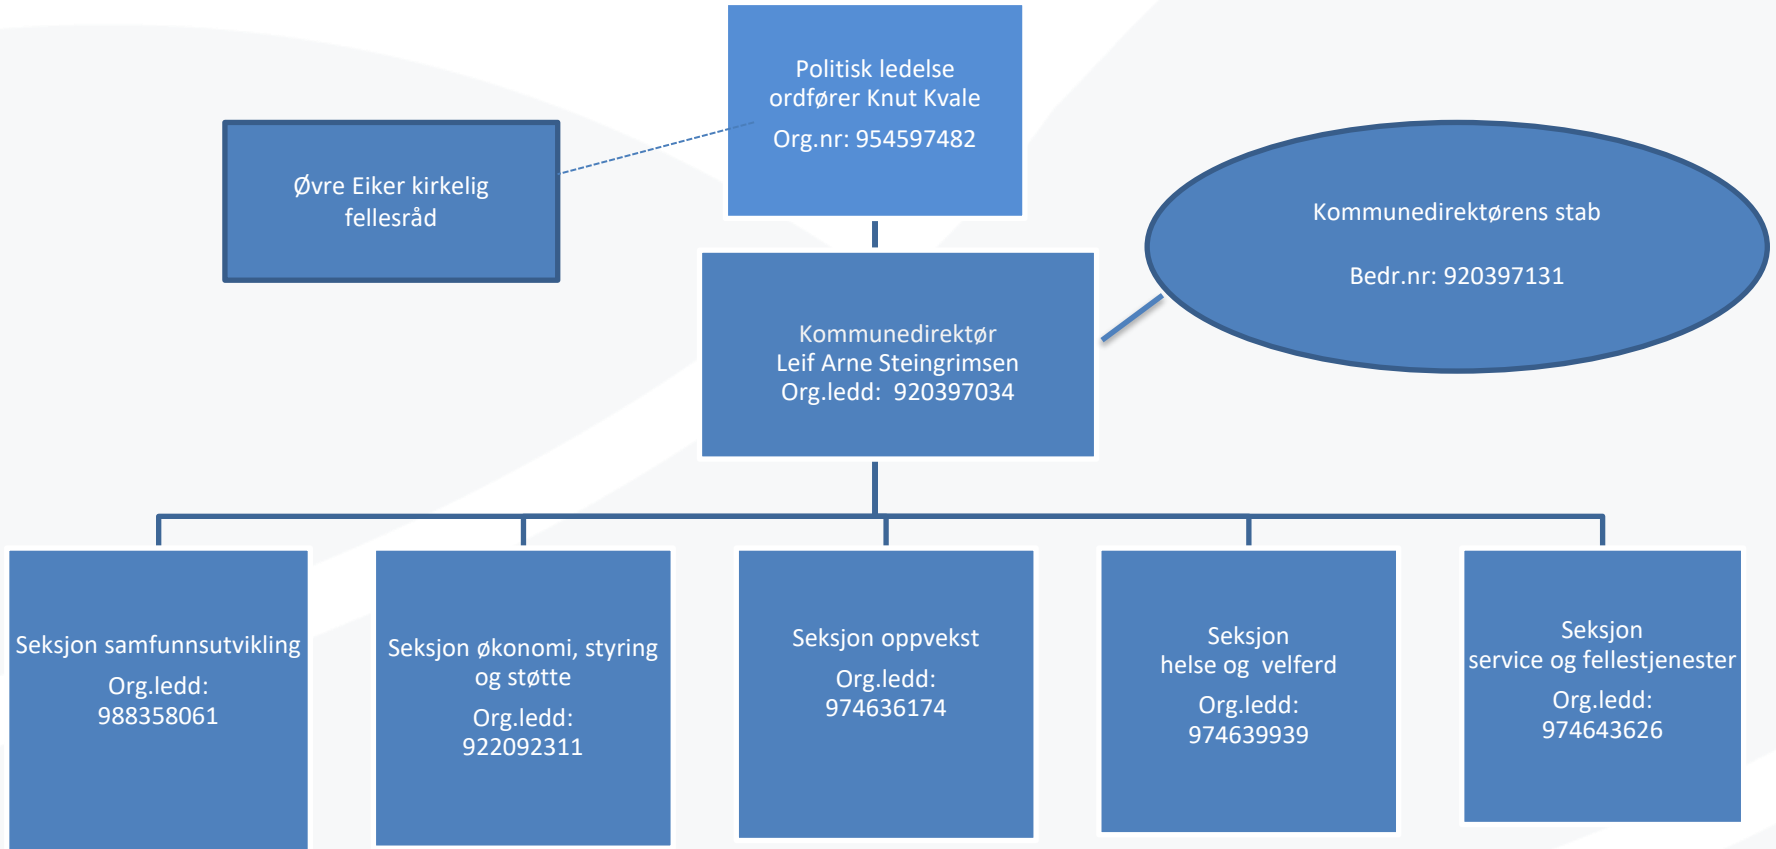 Politisk ledelse
ordfører Knut Kvale
Org.nr: 954597482
Øvre Eiker kirkelig
fellesråd
Kommunedirektørens stab
Bedr.nr: 920397131
Kommunedirektør
Leif Arne Steingrimsen
Org.ledd: 920397034
Seksjon samfunnsutvikling
Org.ledd:
988358061
Seksjon økonomi, styring
og støtte
Org.ledd:
922092311
Seksjon oppvekst
Org.ledd:
974636174
Seksjon
helse og velferd
Org.ledd:
974639939
Seksjon
service og fellestjenester
Org.ledd:
974643626